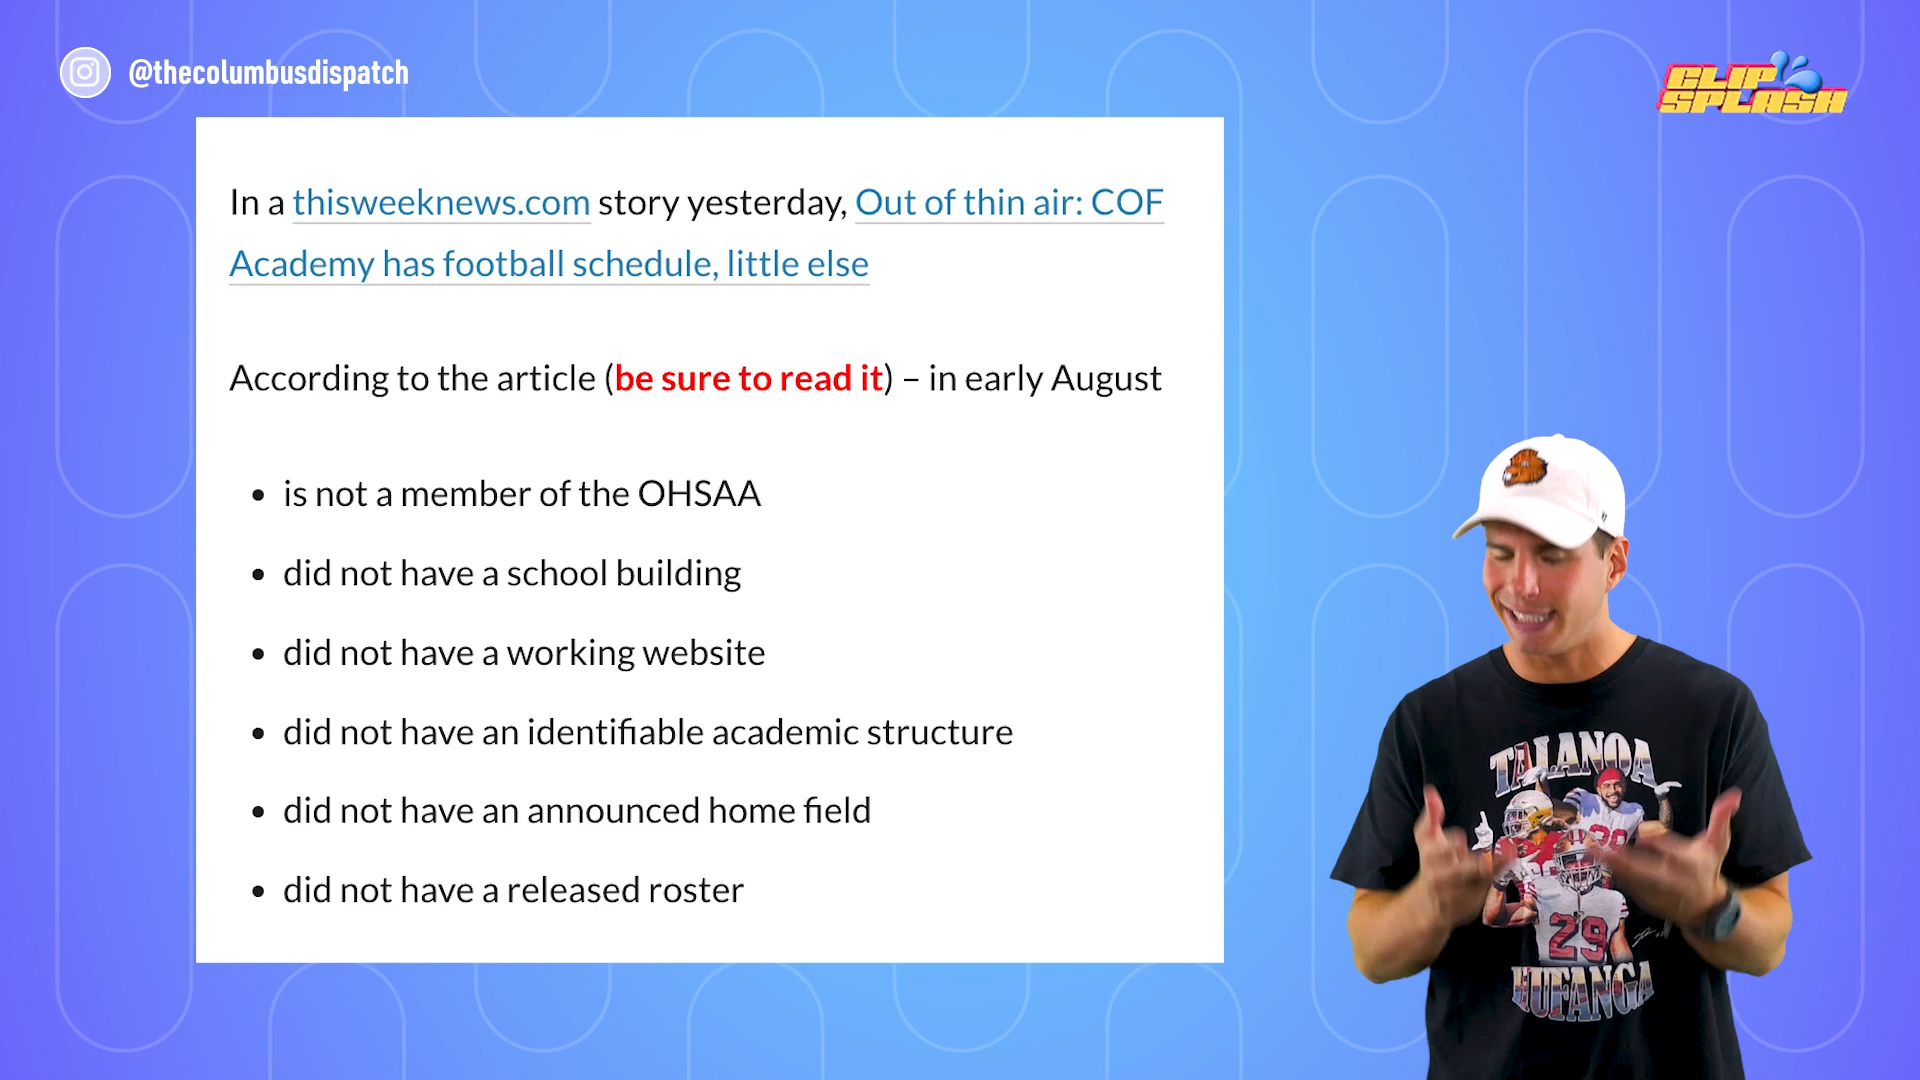 @thecolumbusdispatch
CLIP
SPLASH
In a thisweeknews.com story yesterday, Out of thin air: COF
Academy has football schedule, little else
According to the article (be sure to read it) – in early August
• is not a member of the OHSAA
• did not have a school building
• did not have a working website
• did not have an identifiable academic structure
• did not have an announced home field
• did not have a released roster
TALANOA
29
29
HUFANGA